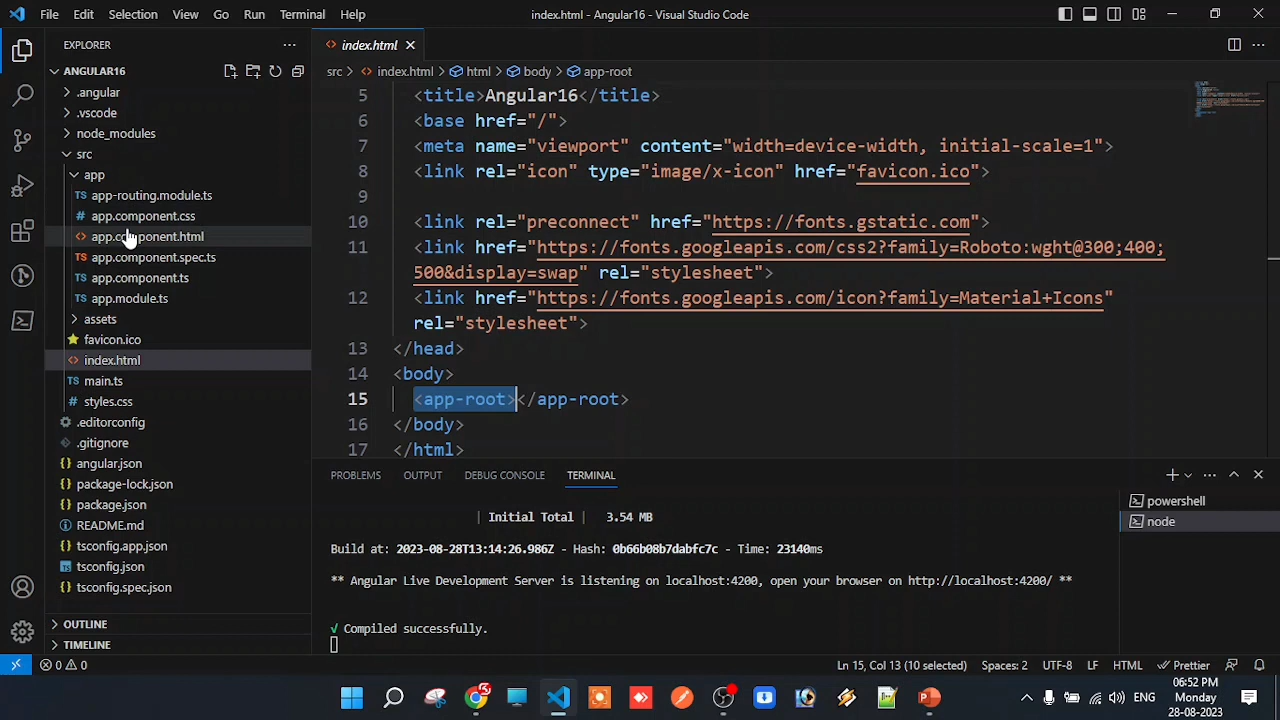 File Edit Selection View Go Run Terminal Help
index.html - Angular16 - Visual Studio Code
EXPLORER
ANGULAR16
.angular
.vscode
node_modules
src
app
TS app-routing.module.ts
# app.component.css
<> app.component.html
TS app.component.spec.ts
TS app.component.ts
TS app.module.ts
assets
favicon.ico
<> index.html
TS main.ts
# styles.css
.editorconfig
.gitignore
{} angular.json
{} package-lock.json
{} package.json
README.md
{} tsconfig.app.json
tsconfig.json
{} tsconfig.spec.json
OUTLINE
TIMELINE
<> index.html
src > <> index.html > html > body > app-root
5 <title>Angular16</title>
6 <base href="/">
7 <meta name="viewport" content="width=device-width, initial-scale=1">
8 <link rel="icon" type="image/x-icon" href="favicon.ico">
9
10 <link rel="preconnect" href="https://fonts.gstatic.com">
11 <link href="https://fonts.googleapis.com/css2?family=Roboto:wght@300;400;
500&display=swap" rel="stylesheet">
12 <link href="https://fonts.googleapis.com/icon?family=Material+Icons"
rel="stylesheet">
13 </head>
14 <body>
15 <app-root></app-root>
16 </body>
17 </html>
PROBLEMS OUTPUT DEBUG CONSOLE TERMINAL
| Initial Total | 3.54 MB
Build at: 2023-08-28T13:14:26.986Z - Hash: 0b66b08b7dabfc7c - Time: 23140ms
** Angular Live Development Server is listening on localhost:4200, open your browser on http://localhost:4200/ **
√ Compiled successfully.
powershell
node
0 0
Ln 15, Col 13 (10 selected) Spaces: 2 UTF-8 LF HTML Prettier
ENG
06:52 PM
Monday
28-08-2023